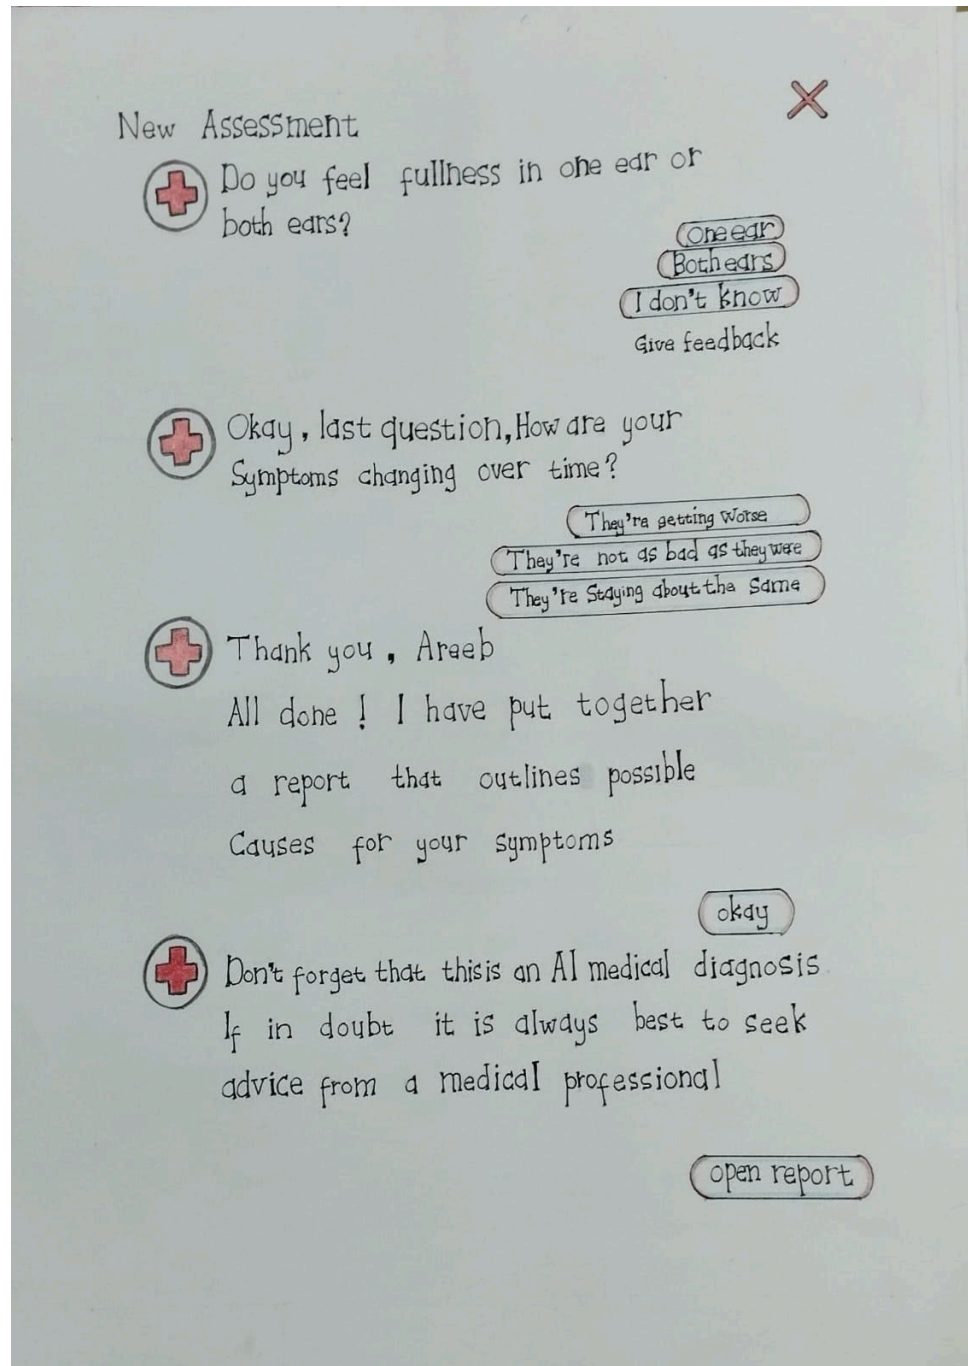 New Assessment
Do you feel fullness in one ear or
both ears?
One ear
Both ears
I don't know
Give feedback
Okay, last question, How are your
Symptoms changing over time?
They're getting Worse
They're not as bad as they were
They're Staying about the Same
Thank you, Areeb
All done! I have put together
a report that outlines possible
Causes for your symptoms
okay
Don't forget that this is an AI medical diagnosis
If in doubt it is always best to seek
advice from a medical professional
open report